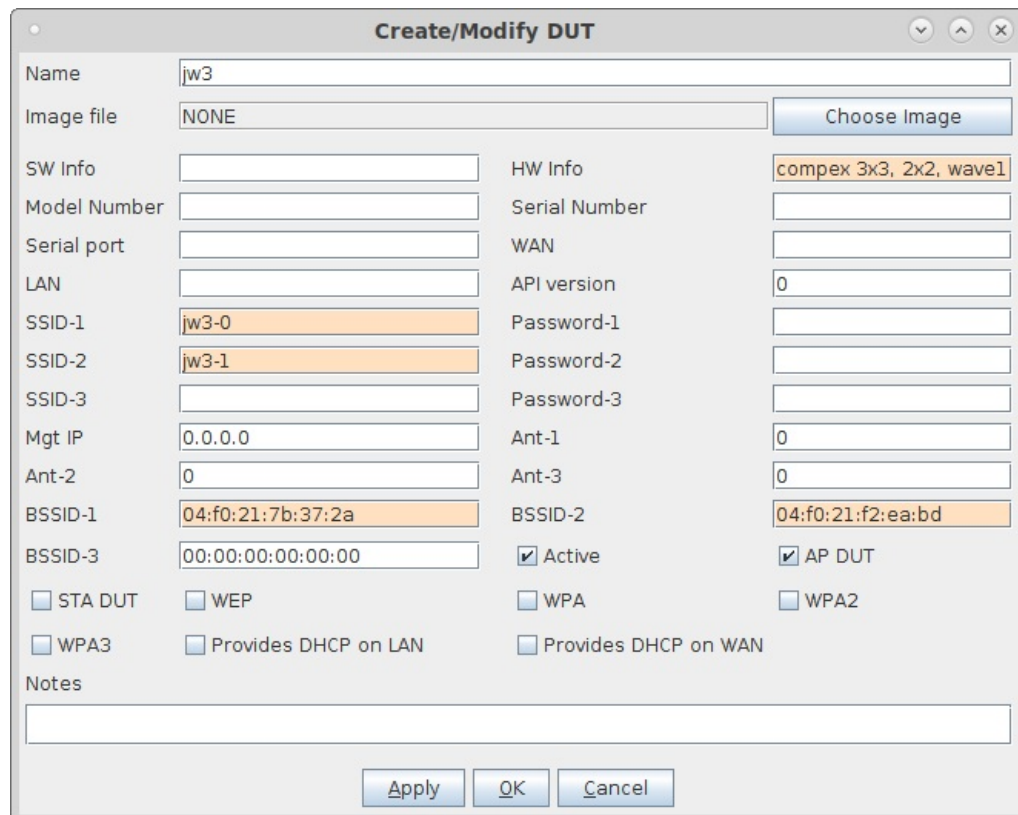 Create/Modify DUT
Name jw3
Image file NONE Choose Image
SW Info HW Info compex 3x3, 2x2, wave1
Model Number Serial Number
Serial port WAN
LAN API version 0
SSID-1 jw3-0 Password-1
SSID-2 jw3-1 Password-2
SSID-3 Password-3
Mgt IP 0.0.0.0 Ant-1 0
Ant-2 0 Ant-3 0
BSSID-1 04:f0:21:7b:37:2a BSSID-2 04:f0:21:f2:ea:bd
BSSID-3 00:00:00:00:00:00 Active AP DUT
STA DUT WEP WPA WPA2
WPA3 Provides DHCP on LAN Provides DHCP on WAN
Notes
Apply OK Cancel